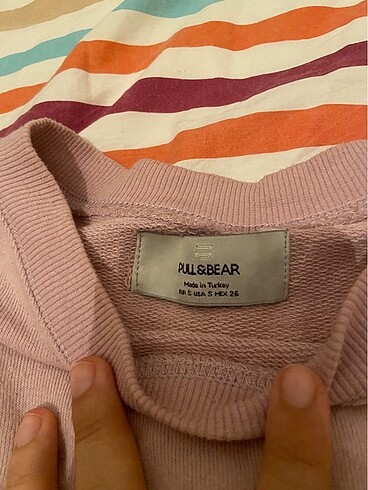 PULL&BEAR
Made in Turkey
EUR S USA S MEX 26